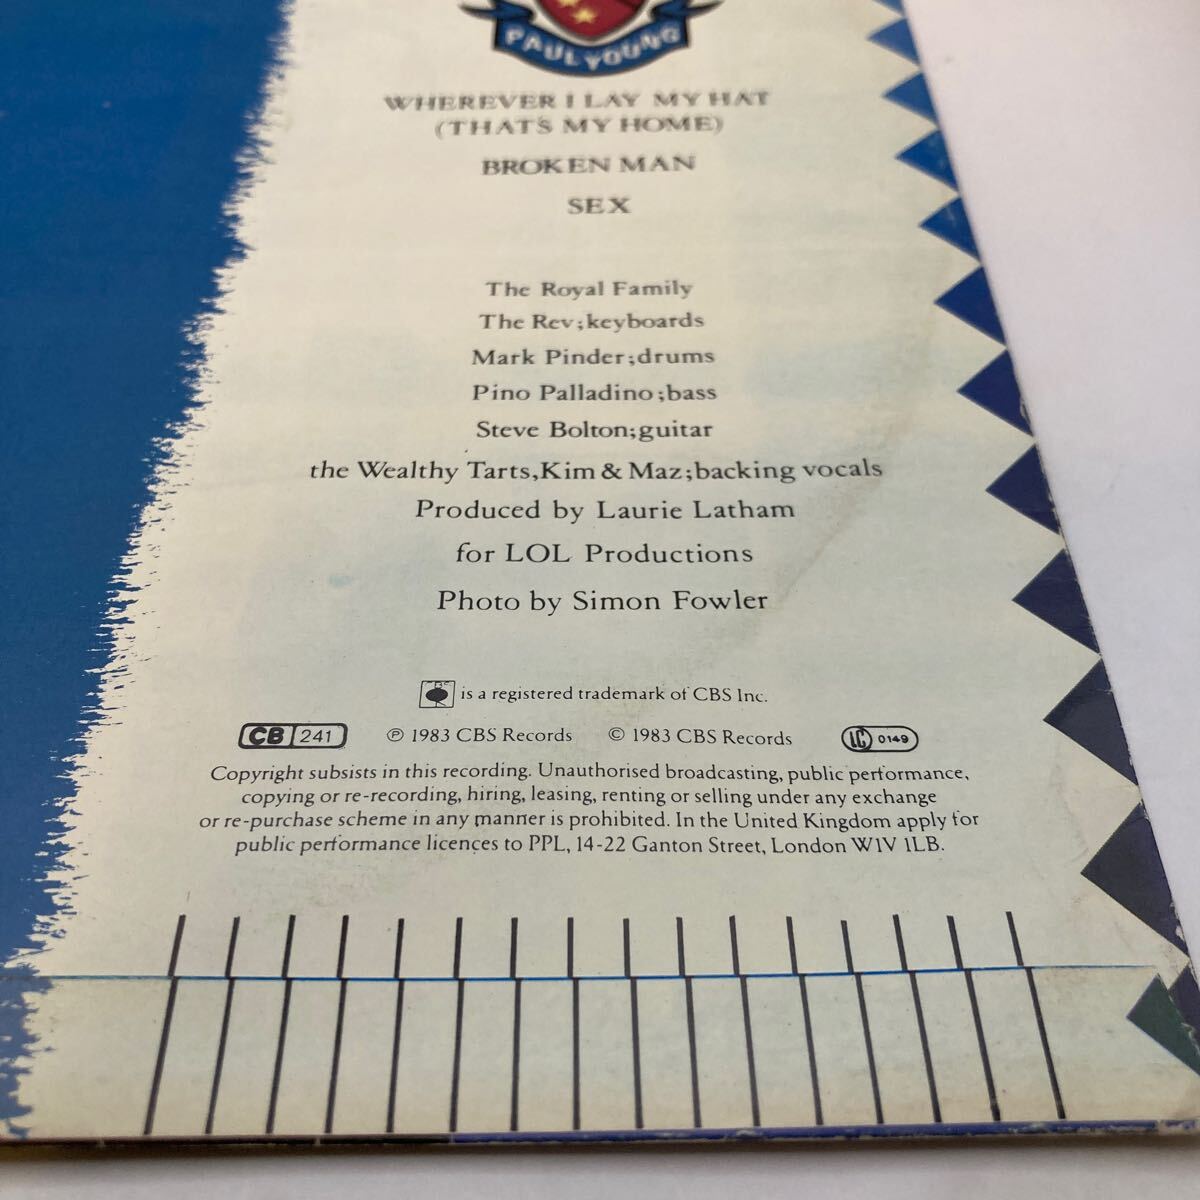 PAUL YOUNG
WHEREVER I LAY MY HAT
(THAT'S MY HOME)
BROKEN MAN
SEX
The Royal Family
The Rev;keyboards
Mark Pinder;drums
Pino Palladino;bass
Steve Bolton;guitar
the Wealthy Tarts,Kim & Maz;backing vocals
Produced by Laurie Latham
for LOL Productions
Photo by Simon Fowler
is a registered trademark of CBS Inc.
CB 241 ℗ 1983 CBS Records © 1983 CBS Records LC 0149
Copyright subsists in this recording. Unauthorised broadcasting, public performance,
copying or re-recording, hiring, leasing, renting or selling under any exchange
or re-purchase scheme in any manner is prohibited. In the United Kingdom apply for
public performance licences to PPL, 14-22 Ganton Street, London W1V 1LB.